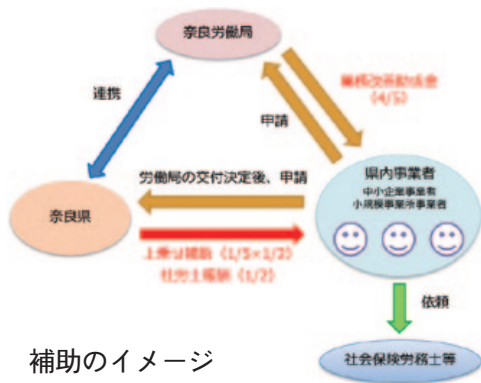 奈良労働局
連携
業務改善助成金
(4/5)
申請
県内事業者
中小企業事業者
小規模事業所事業者
労働局の交付決定後、申請
奈良県
上乗せ補助（1/5×1/2）
社労士報酬（1/2）
依頼
補助のイメージ
社会保険労務士等